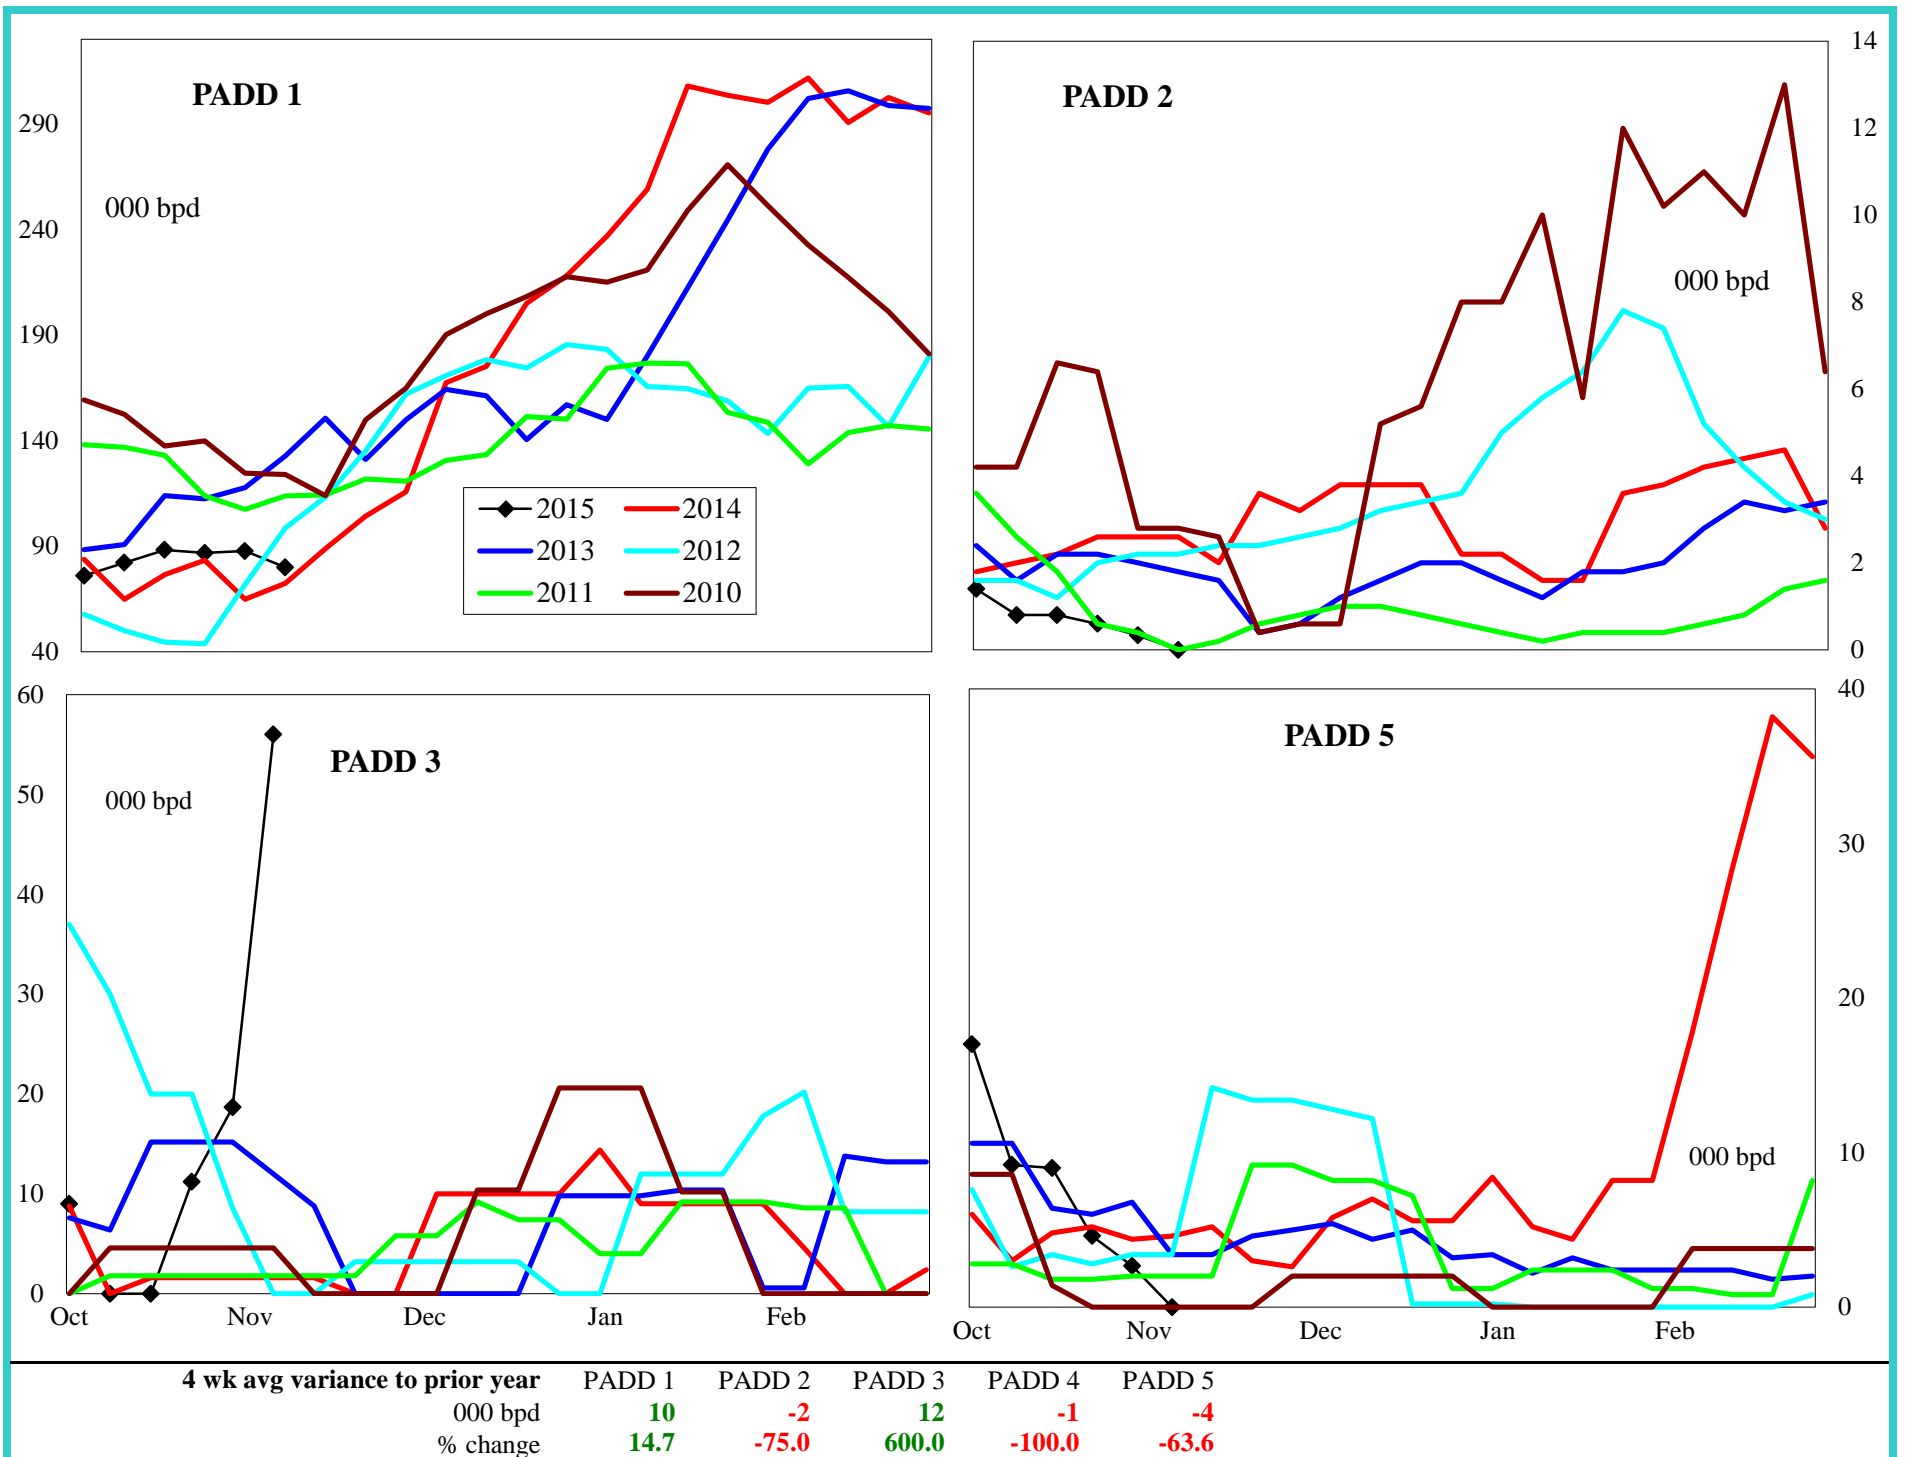 PADD 1
290
000 bpd
240
190
140
90
40
2015 2014
2013 2012
2011 2010
PADD 2
14
12
10
000 bpd
8
6
4
2
0
60
PADD 3
50
000 bpd
40
30
20
10
0
Oct Nov Dec Jan Feb
40
PADD 5
30
20
10
000 bpd
0
Oct Nov Dec Jan Feb
4 wk avg variance to prior year PADD 1 PADD 2 PADD 3 PADD 4 PADD 5
000 bpd 10 -2 12 -1 -4
% change 14.7 -75.0 600.0 -100.0 -63.6